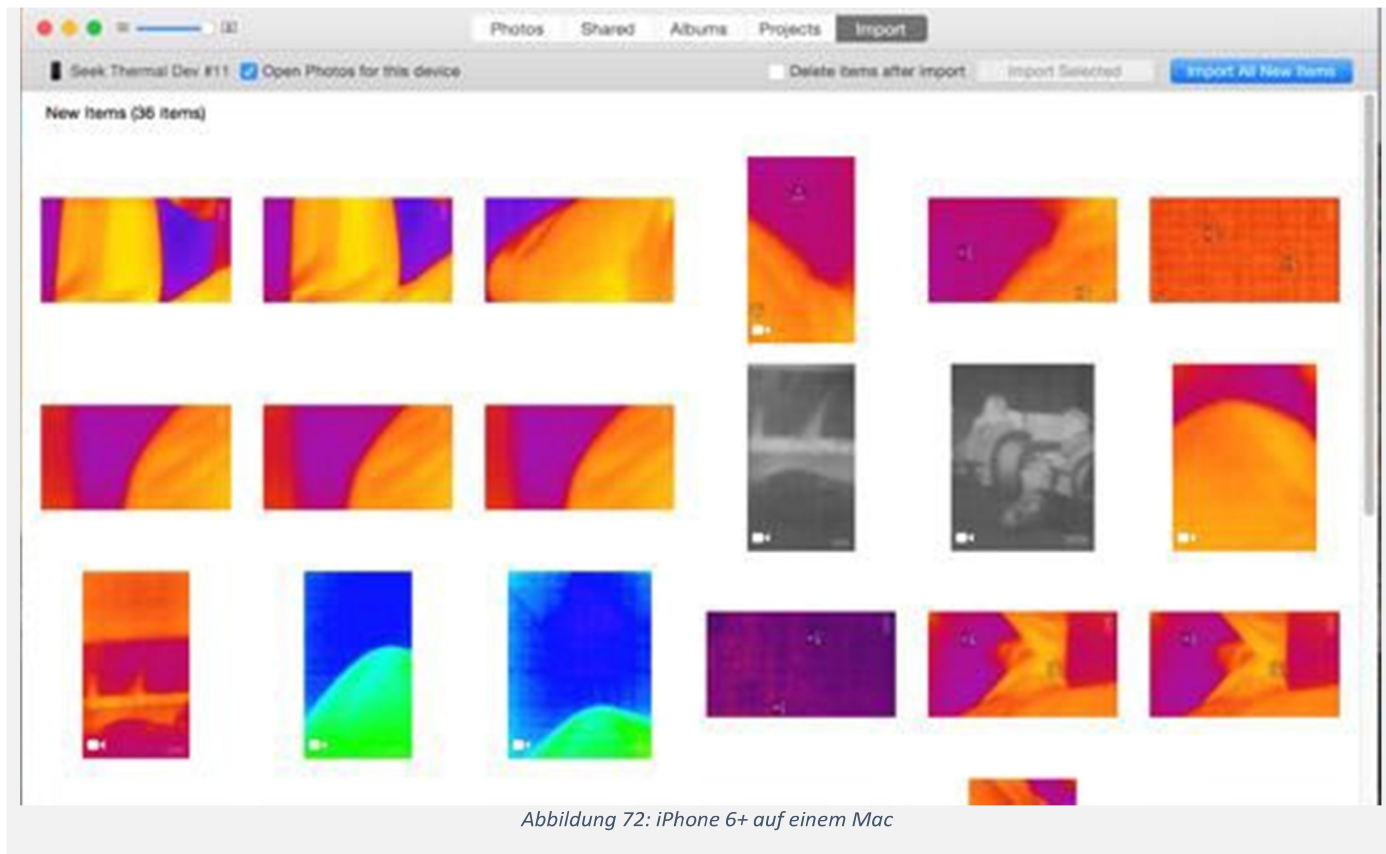 Photos Shared Albums Projects Import
Seek Thermal Dev #11 Open Photos for this device Delete items after import Import Selected Import All New Items
New Items (36 items)
Abbildung 72: iPhone 6+ auf einem Mac